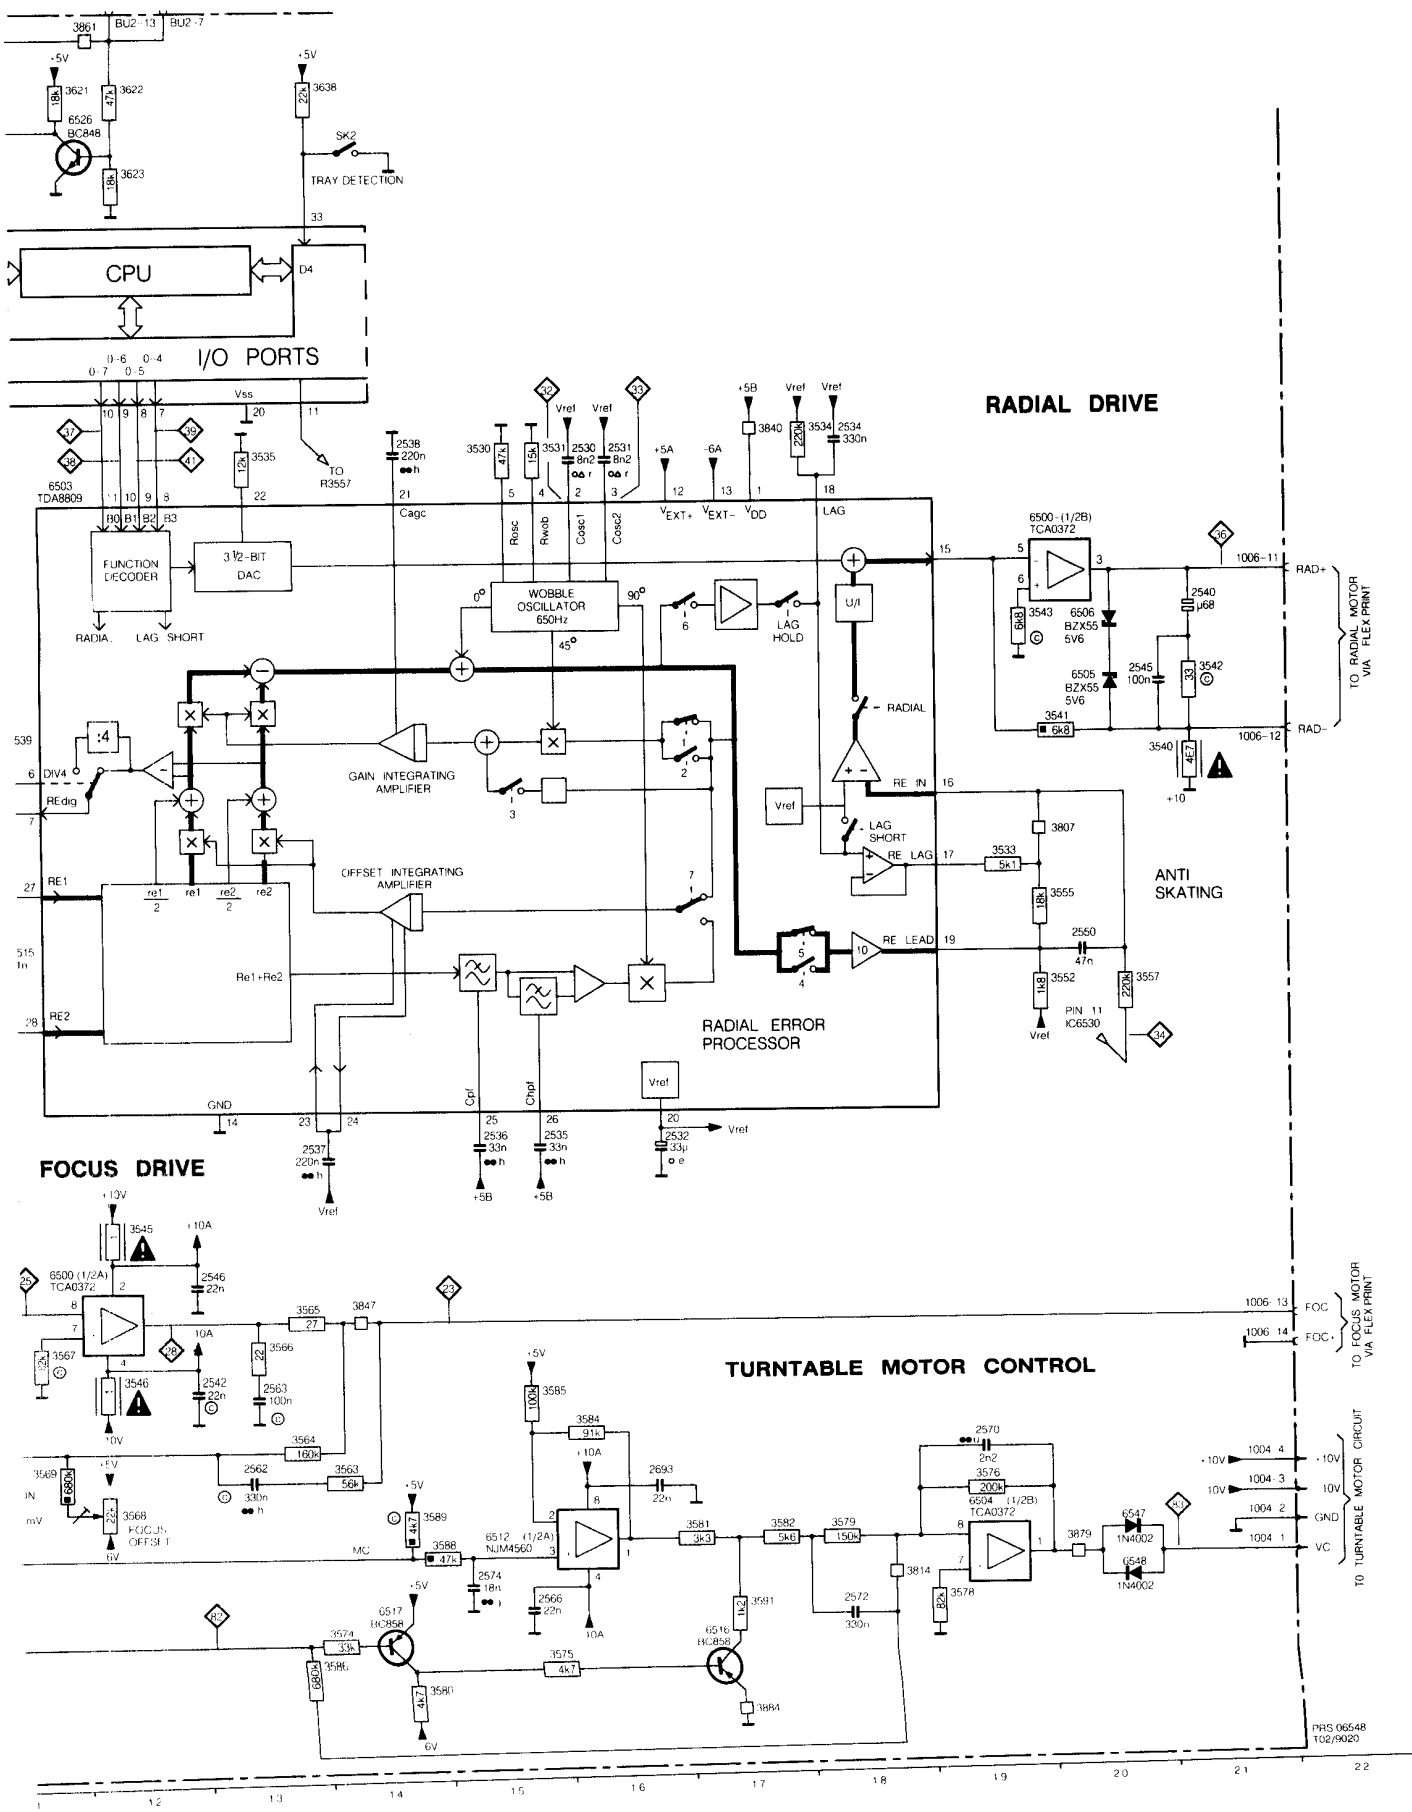 3861
BU2-13
BU2-7
+5V
+5V
18k
3621
47k
3622
22k
3638
6526
BC848
SK2
18k
3623
TRAY DETECTION
33
CPU
D4
I/O PORTS
0-7
0-6
0-5
0-4
Vss
10
9
8
7
20
11
37
39
38
41
12k
3535
TO
R3557
6503
TDA8809
22
11
10
9
8
B0
B1
B2
B3
FUNCTION
DECODER
3½-BIT
DAC
RADIAL
LAG SHORT
2538
220n
h
21
Cagc
3530
47k
15k
3531
32
33
Vref
Vref
2530
8n2
r
2531
8n2
r
5
4
2
3
Rosc
Rwob
Cosc1
Cosc2
WOBBLE
OSCILLATOR
650Hz
0°
90°
45°
+5A
-6A
+5B
3840
Vref
Vref
220k
3534
2534
330n
12
13
1
18
VEXT+
VEXT-
VDD
LAG
6
LAG
HOLD
U/I
RADIAL
RADIAL DRIVE
15
6500-(1/2B)
TCA0372
5
6
3
3543
6k8
6506
BZX55
5V6
6505
BZX55
5V6
36
2540
µ68
2545
100n
33
3542
1006-11
RAD+
1006-12
RAD-
TO RADIAL MOTOR
VIA FLEX PRINT
3541
6k8
3540
4E7
+10
539
6
DIV4
REdig
7
:4
GAIN INTEGRATING
AMPLIFIER
1
2
3
Vref
RE IN
16
LAG
SHORT
RE LAG
17
3533
5k1
3807
18k
3555
ANTI
SKATING
27
RE1
515
1n
28
RE2
re1
2
re1
re2
2
re2
Re1+Re2
OFFSET INTEGRATING
AMPLIFIER
7
5
4
10
RE LEAD
19
2550
47n
1k8
3552
Vref
220k
3557
PIN 11
IC6530
34
RADIAL ERROR
PROCESSOR
Vref
GND
14
23
24
Cpf
25
Chpf
26
20
Vref
2537
220n
h
Vref
2536
33n
h
+5B
2535
33n
h
+5B
2532
33µ
e
FOCUS DRIVE
+10V
1
3545
+10A
25
6500 (1/2A)
TCA0372
2
8
7
4
2546
22n
10A
28
3567
3546
1
10V
2542
22n
3565
27
3847
23
22
3566
2563
100n
1006-13
FOC
1006 14
FOC+
TO FOCUS MOTOR
VIA FLEX PRINT
TURNTABLE MOTOR CONTROL
3564
160k
3569
680k
+5V
mV
3568
FOCUS
OFFSET
6V
2562
330n
h
3563
56k
+5V
3585
100k
3584
91k
+10A
2693
22n
+5V
4k7
3589
MC
3588
47k
2574
18n
6512 (1/2A)
NJM4560
2
3
8
4
1
2566
22n
10A
3581
3k3
3582
5k6
3579
150k
2570
2n2
3576
200k
6504 (1/2B)
TCA0372
8
7
1
3814
82k
3578
3879
6547
1N4002
6548
1N4002
83
+10V
1004 4
+10V
10V
1004-3
10V
1004 2
GND
1004 1
VC
TO TURNTABLE MOTOR CIRCUIT
82
3574
33k
680k
3586
6517
BC858
+5V
4k7
3580
6V
3575
4k7
1k2
3591
6516
BC858
3884
2572
330n
PRS 06548
T02/9020
12
13
14
15
16
17
18
19
20
21
22